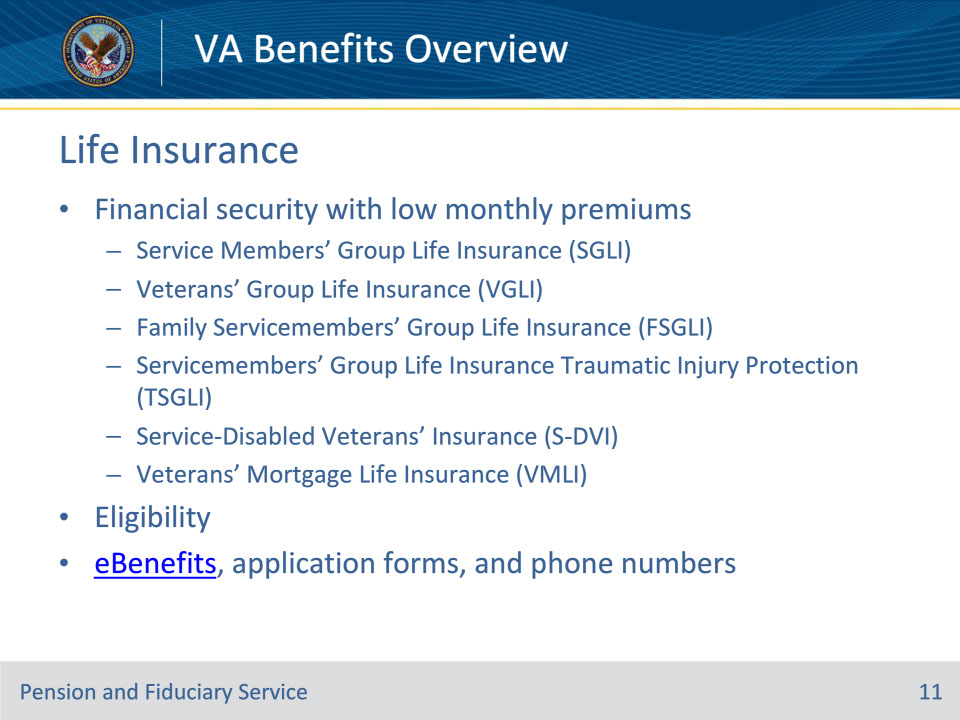 VA Benefits Overview
Life Insurance
• Financial security with low monthly premiums
– Service Members’ Group Life Insurance (SGLI)
– Veterans’ Group Life Insurance (VGLI)
– Family Servicemembers’ Group Life Insurance (FSGLI)
– Servicemembers’ Group Life Insurance Traumatic Injury Protection
(TSGLI)
– Service-Disabled Veterans’ Insurance (S-DVI)
– Veterans’ Mortgage Life Insurance (VMLI)
• Eligibility
• eBenefits, application forms, and phone numbers
Pension and Fiduciary Service
11